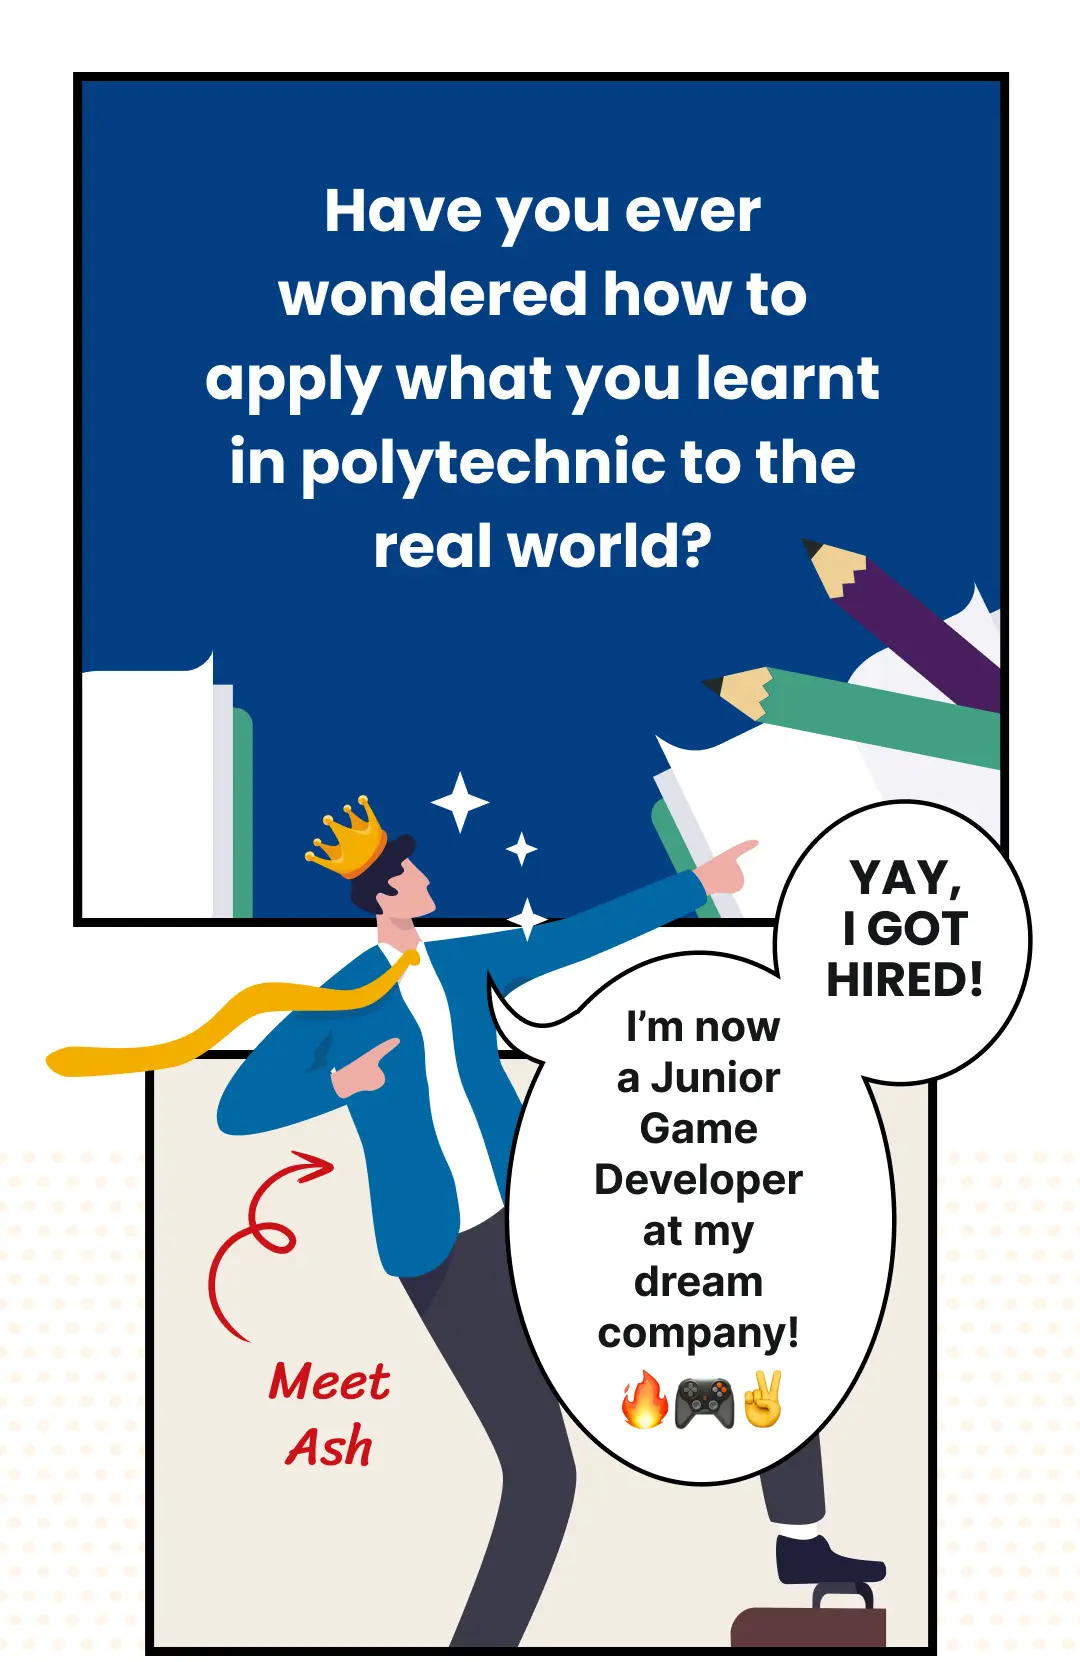 Have you ever
wondered how to
apply what you learnt
in polytechnic to the
real world?
YAY,
I GOT
HIRED!
I’m now
a Junior
Game
Developer
at my
dream
company!
🔥🎮✌️
Meet
Ash